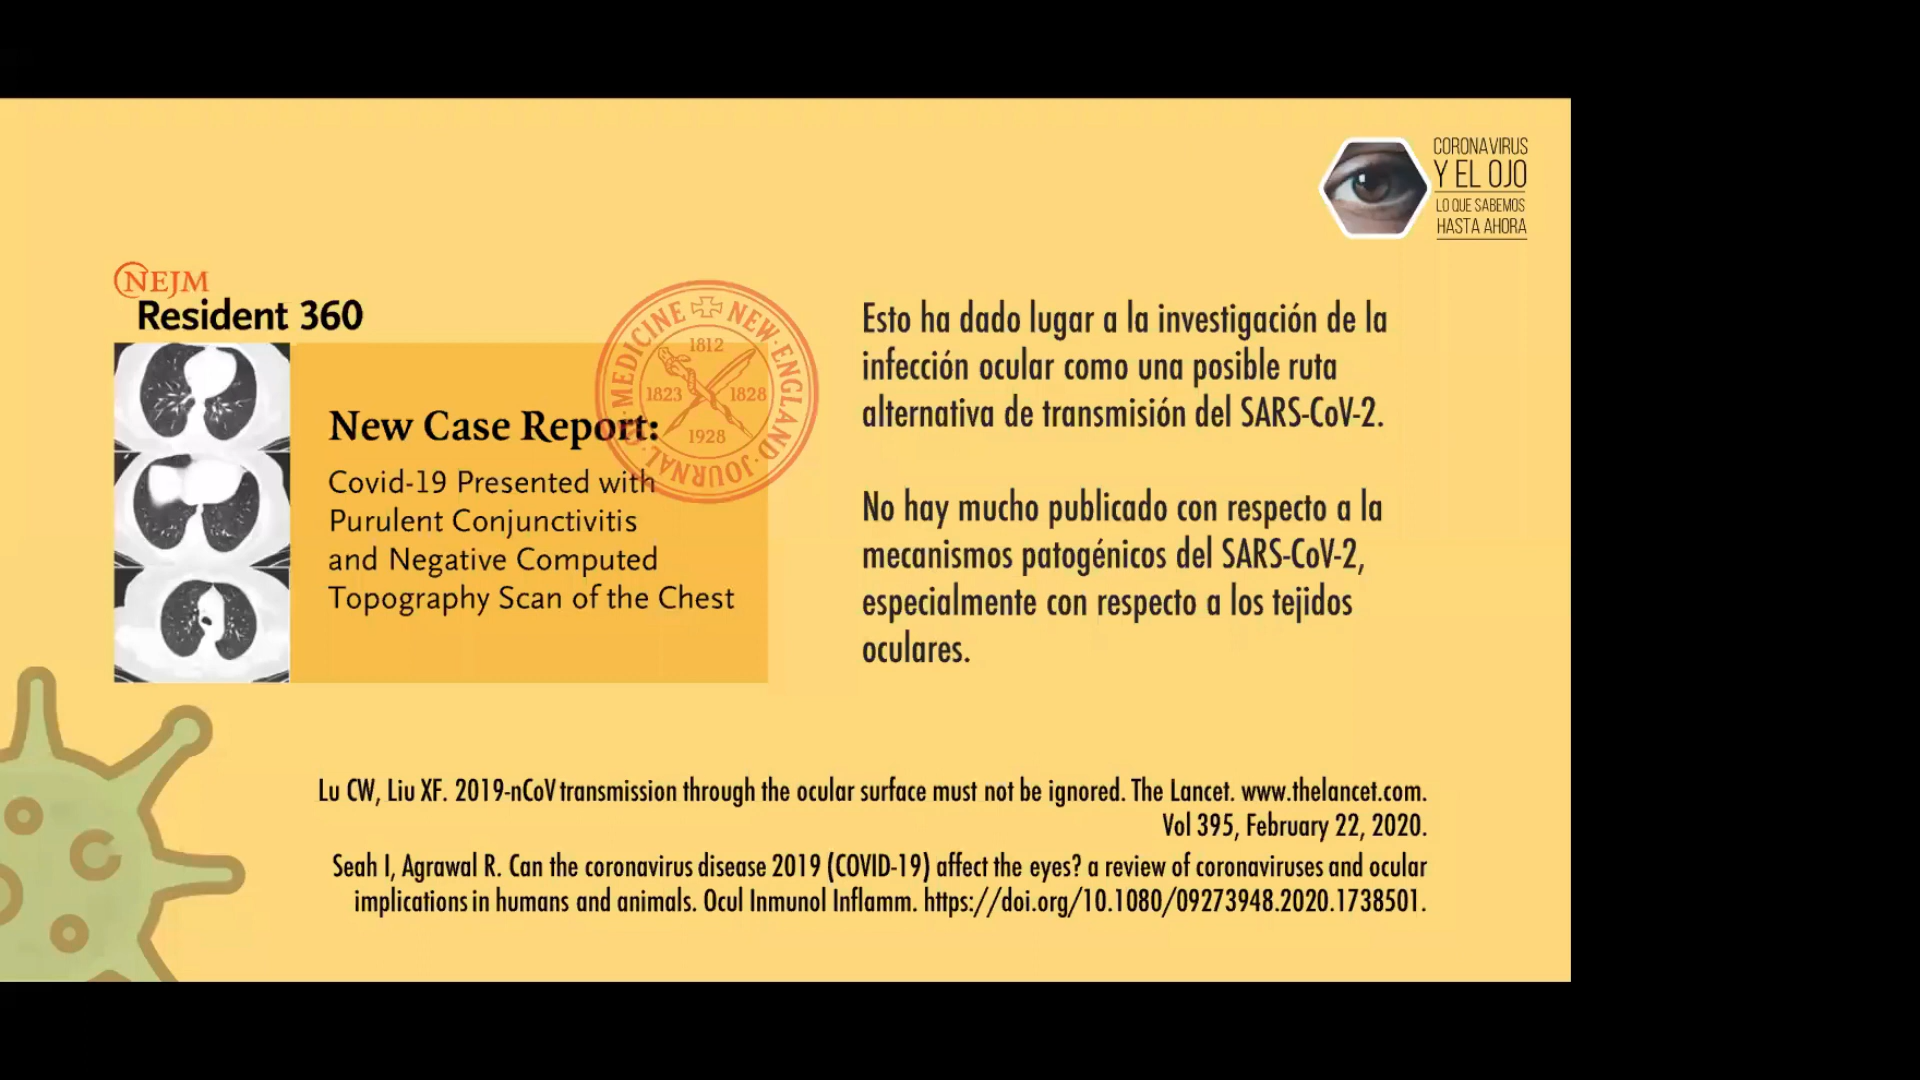 CORONAVIRUS
Y EL OJO
LO QUE SABEMOS
HASTA AHORA
NEJM
Resident 360
New Case Report:
Covid-19 Presented with
Purulent Conjunctivitis
and Negative Computed
Topography Scan of the Chest
NEW ENGLAND JOURNAL OF MEDICINE
1812
1823 1828
1928
Esto ha dado lugar a la investigación de la
infección ocular como una posible ruta
alternativa de transmisión del SARS-CoV-2.
No hay mucho publicado con respecto a la
mecanismos patogénicos del SARS-CoV-2,
especialmente con respecto a los tejidos
oculares.
Lu CW, Liu XF. 2019-nCoV transmission through the ocular surface must not be ignored. The Lancet. www.thelancet.com.
Vol 395, February 22, 2020.
Seah I, Agrawal R. Can the coronavirus disease 2019 (COVID-19) affect the eyes? a review of coronaviruses and ocular
implications in humans and animals. Ocul Inmunol Inflamm. https://doi.org/10.1080/09273948.2020.1738501.